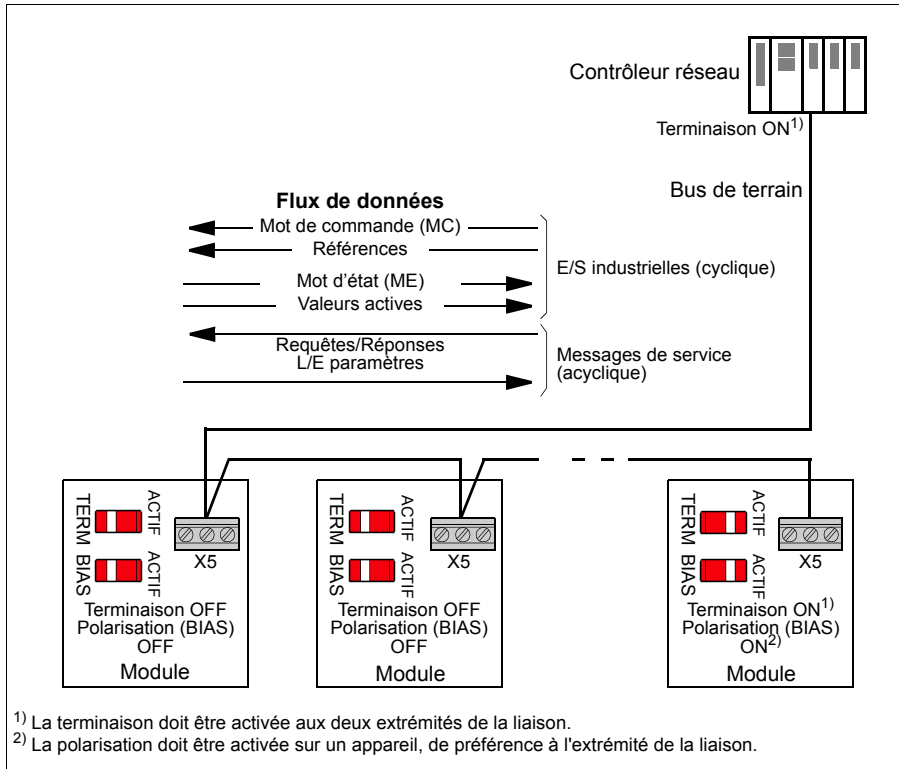 Contrôleur réseau
Terminaison ON1)
Bus de terrain
Flux de données
Mot de commande (MC)
Références
Mot d'état (ME)
Valeurs actives
E/S industrielles (cyclique)
Requêtes/Réponses
L/E paramètres
Messages de service
(acyclique)
TERM
ACTIF
BIAS
ACTIF
X5
Terminaison OFF
Polarisation (BIAS)
OFF
Module
TERM
ACTIF
BIAS
ACTIF
X5
Terminaison OFF
Polarisation (BIAS)
OFF
Module
TERM
ACTIF
BIAS
ACTIF
X5
Terminaison ON1)
Polarisation (BIAS)
ON2)
Module
1) La terminaison doit être activée aux deux extrémités de la liaison.
2) La polarisation doit être activée sur un appareil, de préférence à l'extrémité de la liaison.